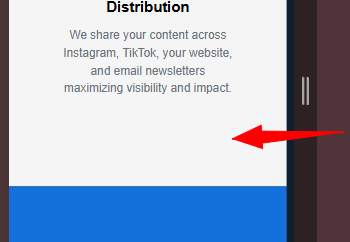 Distribution
We share your content across
Instagram, TikTok, your website,
and email newsletters
maximizing visibility and impact.